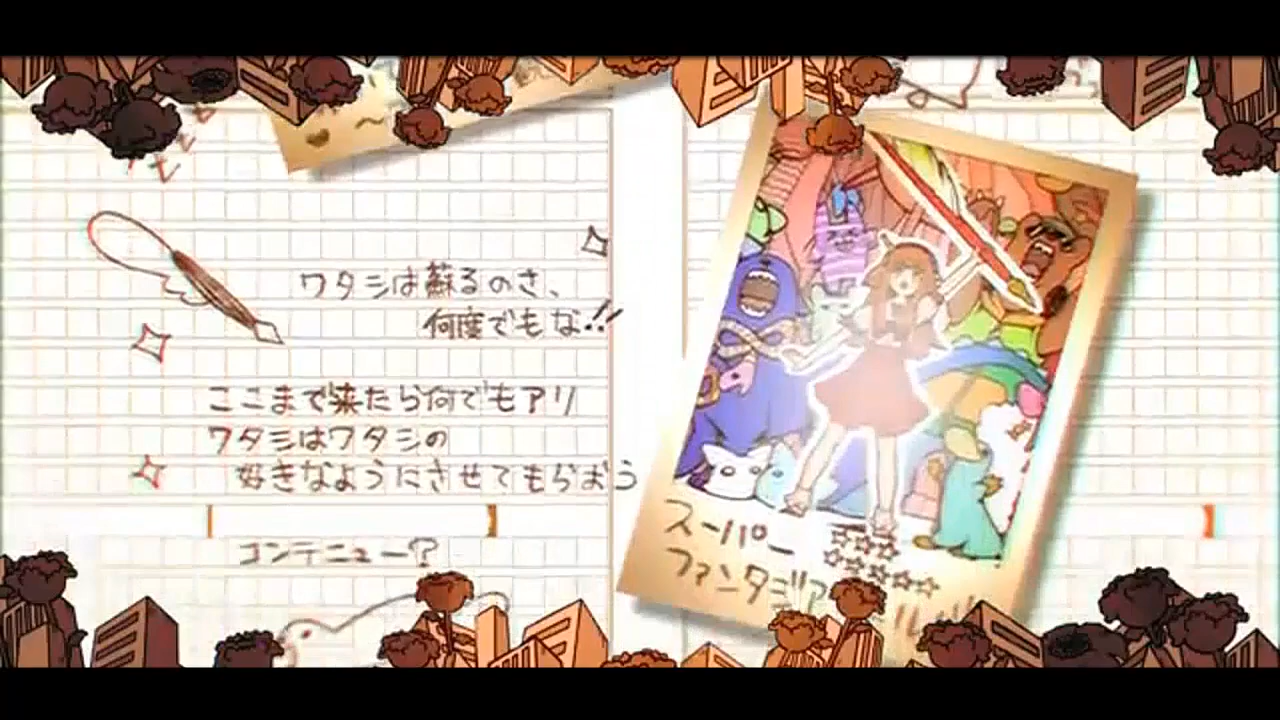 ワタシは蘇るのさ、
何度でもな!!
ここまで来たら何でもアリ
ワタシはワタシの
好きなようにさせてもらおう
コンテニュー?
スーパー
ファンタジア